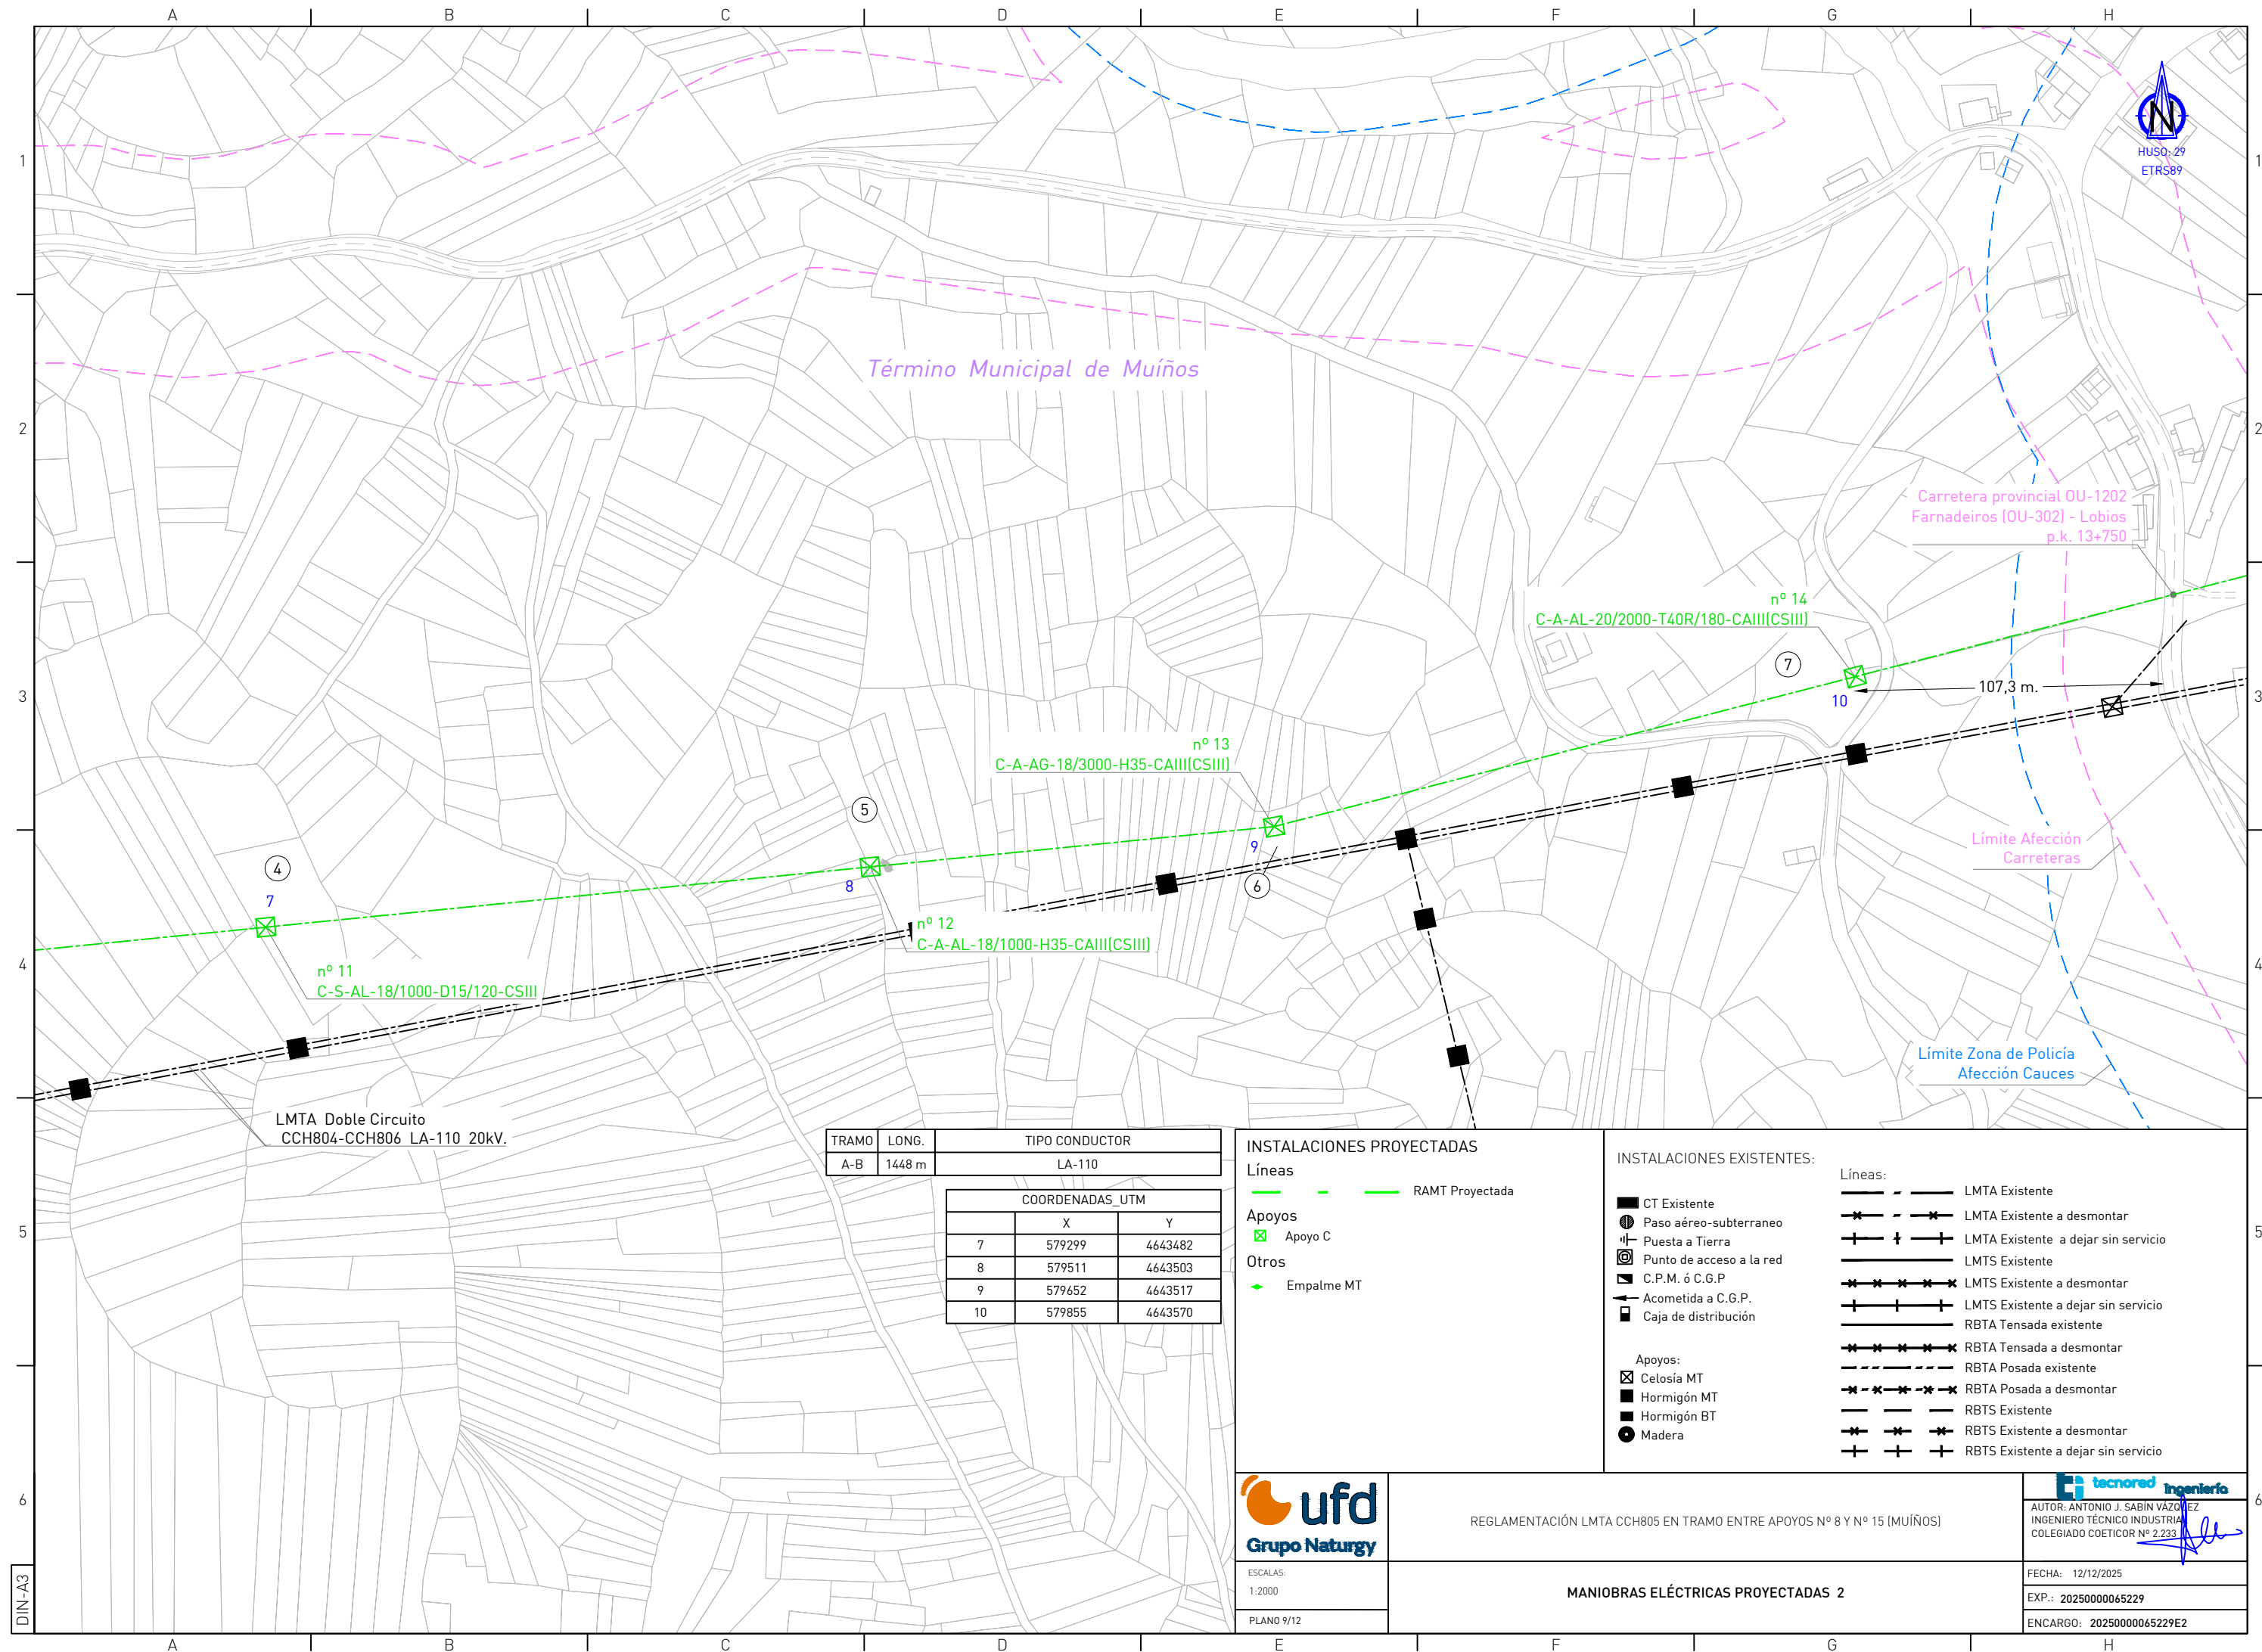 A B C D E F G H
1 1
2 2
3 3
4 4
5 5
6 6
N
HUSO: 29
ETRS89
Término Municipal de Muíños
Carretera provincial OU-1202
Farnadeiros (OU-302) - Lobios
p.k. 13+750
nº 14
C-A-AL-20/2000-T40R/180-CAIII(CSIII)
7
10
107,3 m.
nº 13
C-A-AG-18/3000-H35-CAIII(CSIII)
5
9
6
Límite Afección
Carreteras
4
7
8
nº 12
C-A-AL-18/1000-H35-CAIII(CSIII)
nº 11
C-S-AL-18/1000-D15/120-CSIII
Límite Zona de Policía
Afección Cauces
LMTA Doble Circuito
CCH804-CCH806 LA-110 20kV.
TRAMO LONG. TIPO CONDUCTOR
A-B 1448 m LA-110
COORDENADAS_UTM
X Y
7 579299 4643482
8 579511 4643503
9 579652 4643517
10 579855 4643570
INSTALACIONES PROYECTADAS
Líneas
RAMT Proyectada
Apoyos
Apoyo C
Otros
Empalme MT
INSTALACIONES EXISTENTES:
CT Existente
Paso aéreo-subterraneo
Puesta a Tierra
Punto de acceso a la red
C.P.M. ó C.G.P
Acometida a C.G.P.
Caja de distribución
Apoyos:
Celosía MT
Hormigón MT
Hormigón BT
Madera
Líneas:
LMTA Existente
LMTA Existente a desmontar
LMTA Existente a dejar sin servicio
LMTS Existente
LMTS Existente a desmontar
LMTS Existente a dejar sin servicio
RBTA Tensada existente
RBTA Tensada a desmontar
RBTA Posada existente
RBTA Posada a desmontar
RBTS Existente
RBTS Existente a desmontar
RBTS Existente a dejar sin servicio
ufd
Grupo Naturgy
REGLAMENTACIÓN LMTA CCH805 EN TRAMO ENTRE APOYOS Nº 8 Y Nº 15 (MUÍÑOS)
tecnored ingeniería
AUTOR: ANTONIO J. SABÍN VÁZQUEZ
INGENIERO TÉCNICO INDUSTRIAL
COLEGIADO COETICOR Nº 2.233
ESCALAS:
1:2000
PLANO 9/12
MANIOBRAS ELÉCTRICAS PROYECTADAS 2
FECHA: 12/12/2025
EXP.: 20250000065229
ENCARGO: 20250000065229E2
DIN-A3
A B C D E F G H